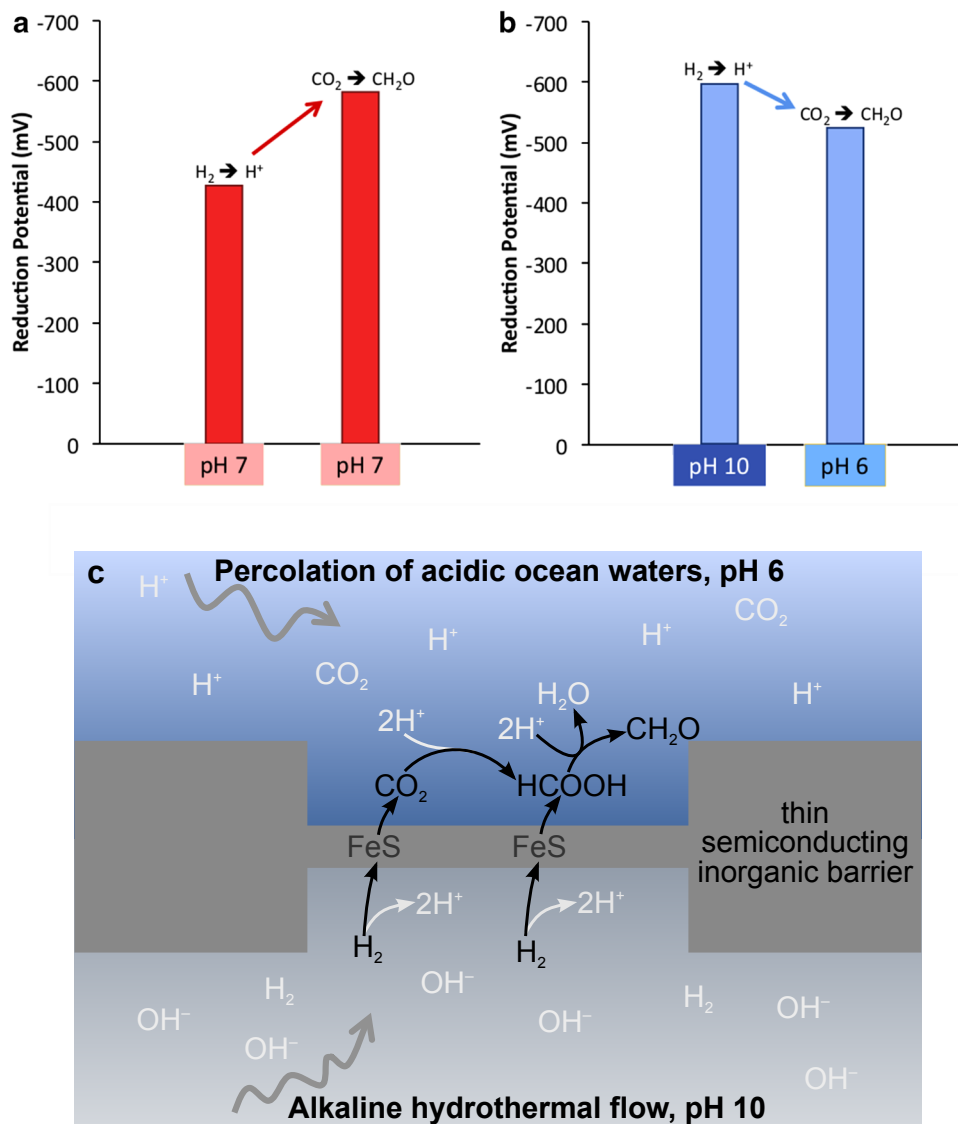 a
Reduction Potential (mV)
-700
-600
-500
-400
-300
-200
-100
0
H₂ ➔ H⁺
CO₂ ➔ CH₂O
pH 7
pH 7
b
Reduction Potential (mV)
-700
-600
-500
-400
-300
-200
-100
0
H₂ ➔ H⁺
CO₂ ➔ CH₂O
pH 10
pH 6
c
Percolation of acidic ocean waters, pH 6
H⁺
CO₂
H⁺
H⁺
H⁺
CO₂
H₂O
H⁺
2H⁺
2H⁺
CH₂O
CO₂
HCOOH
thin
semiconducting
inorganic barrier
FeS
FeS
2H⁺
2H⁺
H₂
H₂
OH⁻
H₂
H₂
OH⁻
OH⁻
OH⁻
OH⁻
OH⁻
Alkaline hydrothermal flow, pH 10